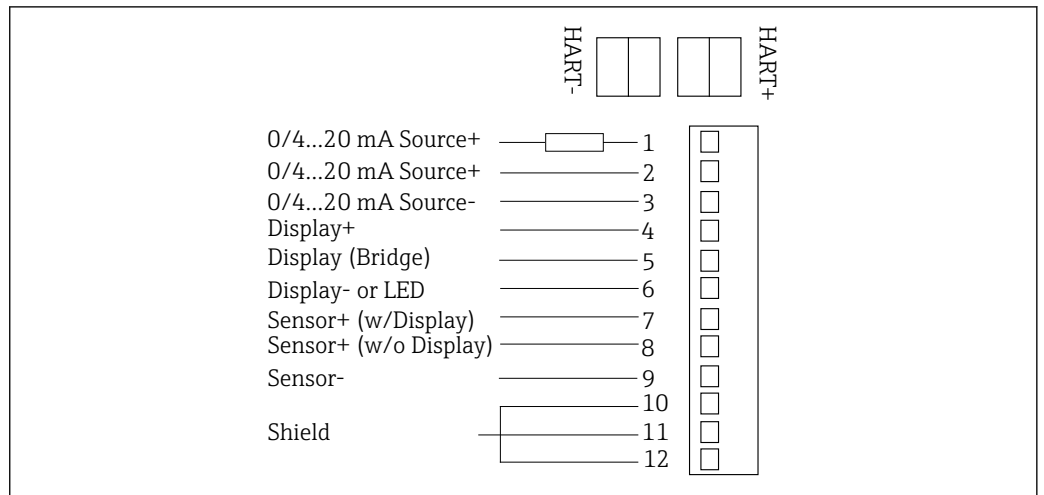 HART-
HART+
0/4...20 mA Source+ 1
0/4...20 mA Source+ 2
0/4...20 mA Source- 3
Display+ 4
Display (Bridge) 5
Display- or LED 6
Sensor+ (w/Display) 7
Sensor+ (w/o Display) 8
Sensor- 9
10
Shield 11
12